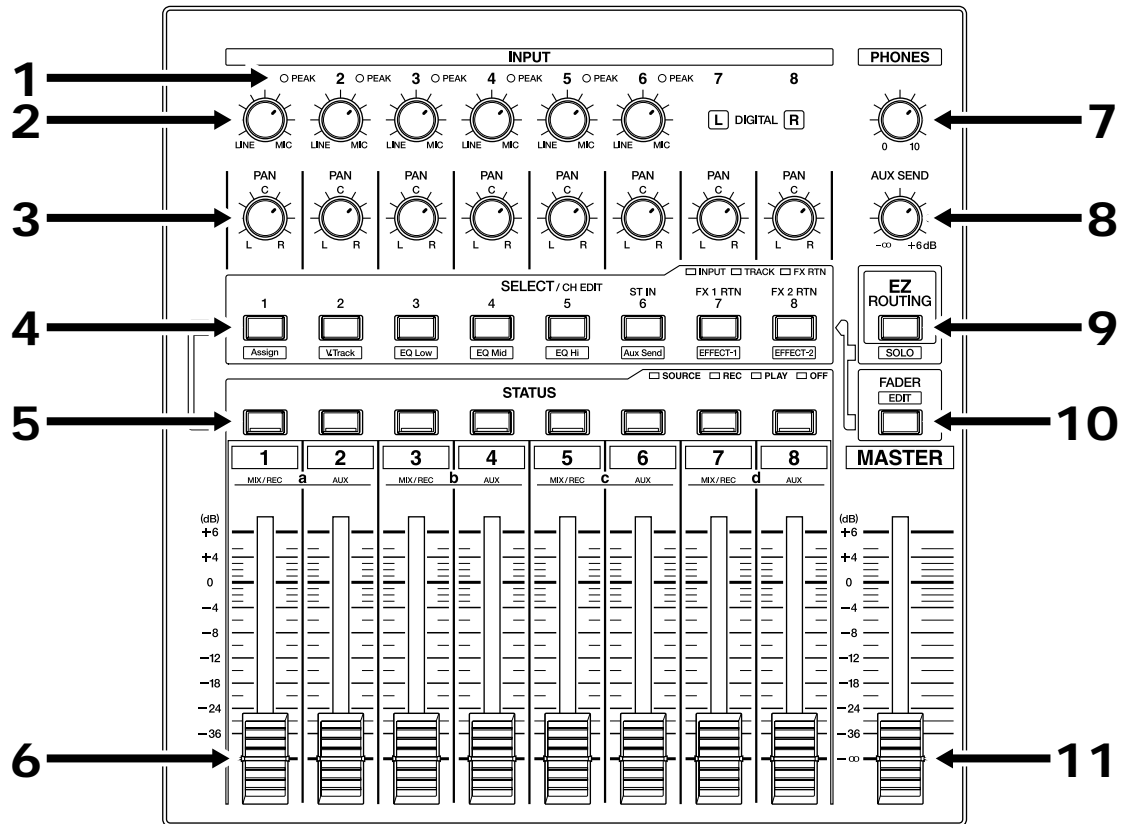 INPUT PHONES
1 PEAK 2 PEAK 3 PEAK 4 PEAK 5 PEAK 6 PEAK 7 8
2 L DIGITAL R 7
LINE MIC LINE MIC LINE MIC LINE MIC LINE MIC LINE MIC 0 10
PAN PAN PAN PAN PAN PAN PAN PAN AUX SEND
C C C C C C C C
3 8
L R L R L R L R L R L R L R L R -∞ +6dB
INPUT TRACK FX RTN
SELECT / CH EDIT ST IN FX 1 RTN FX 2 RTN EZ
1 2 3 4 5 6 7 8 ROUTING
4 9
Assign V.Track EQ Low EQ Mid EQ Hi Aux Send EFFECT-1 EFFECT-2 SOLO
SOURCE REC PLAY OFF
STATUS FADER
EDIT
5 10
1 2 3 4 5 6 7 8 MASTER
MIX/REC a AUX MIX/REC b AUX MIX/REC c AUX MIX/REC d AUX
(dB) (dB)
+6 +6
+4 +4
0 0
-4 -4
-8 -8
-12 -12
-18 -18
-24 -24
-36 -36
6 -∞ 11